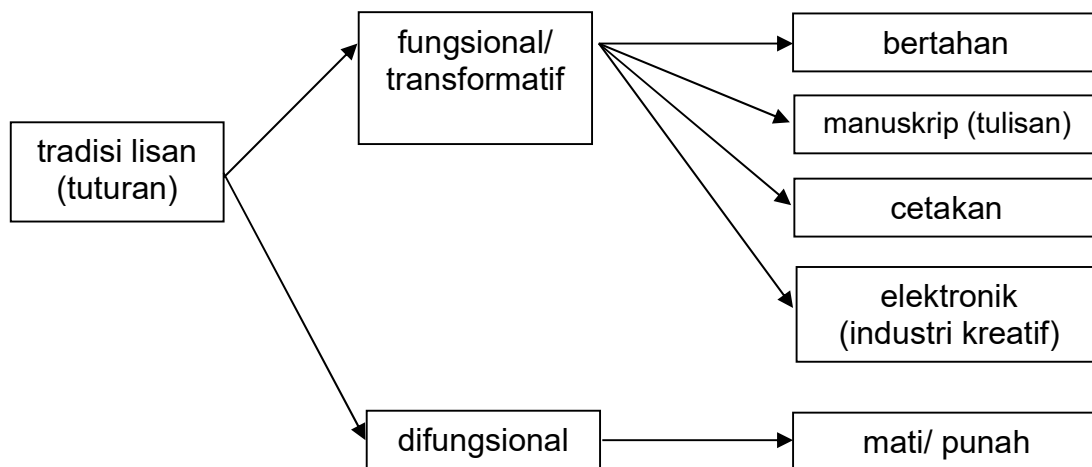 tradisi lisan
(tuturan)
fungsional/
transformatif
difungsional
bertahan
manuskrip (tulisan)
cetakan
elektronik
(industri kreatif)
mati/ punah